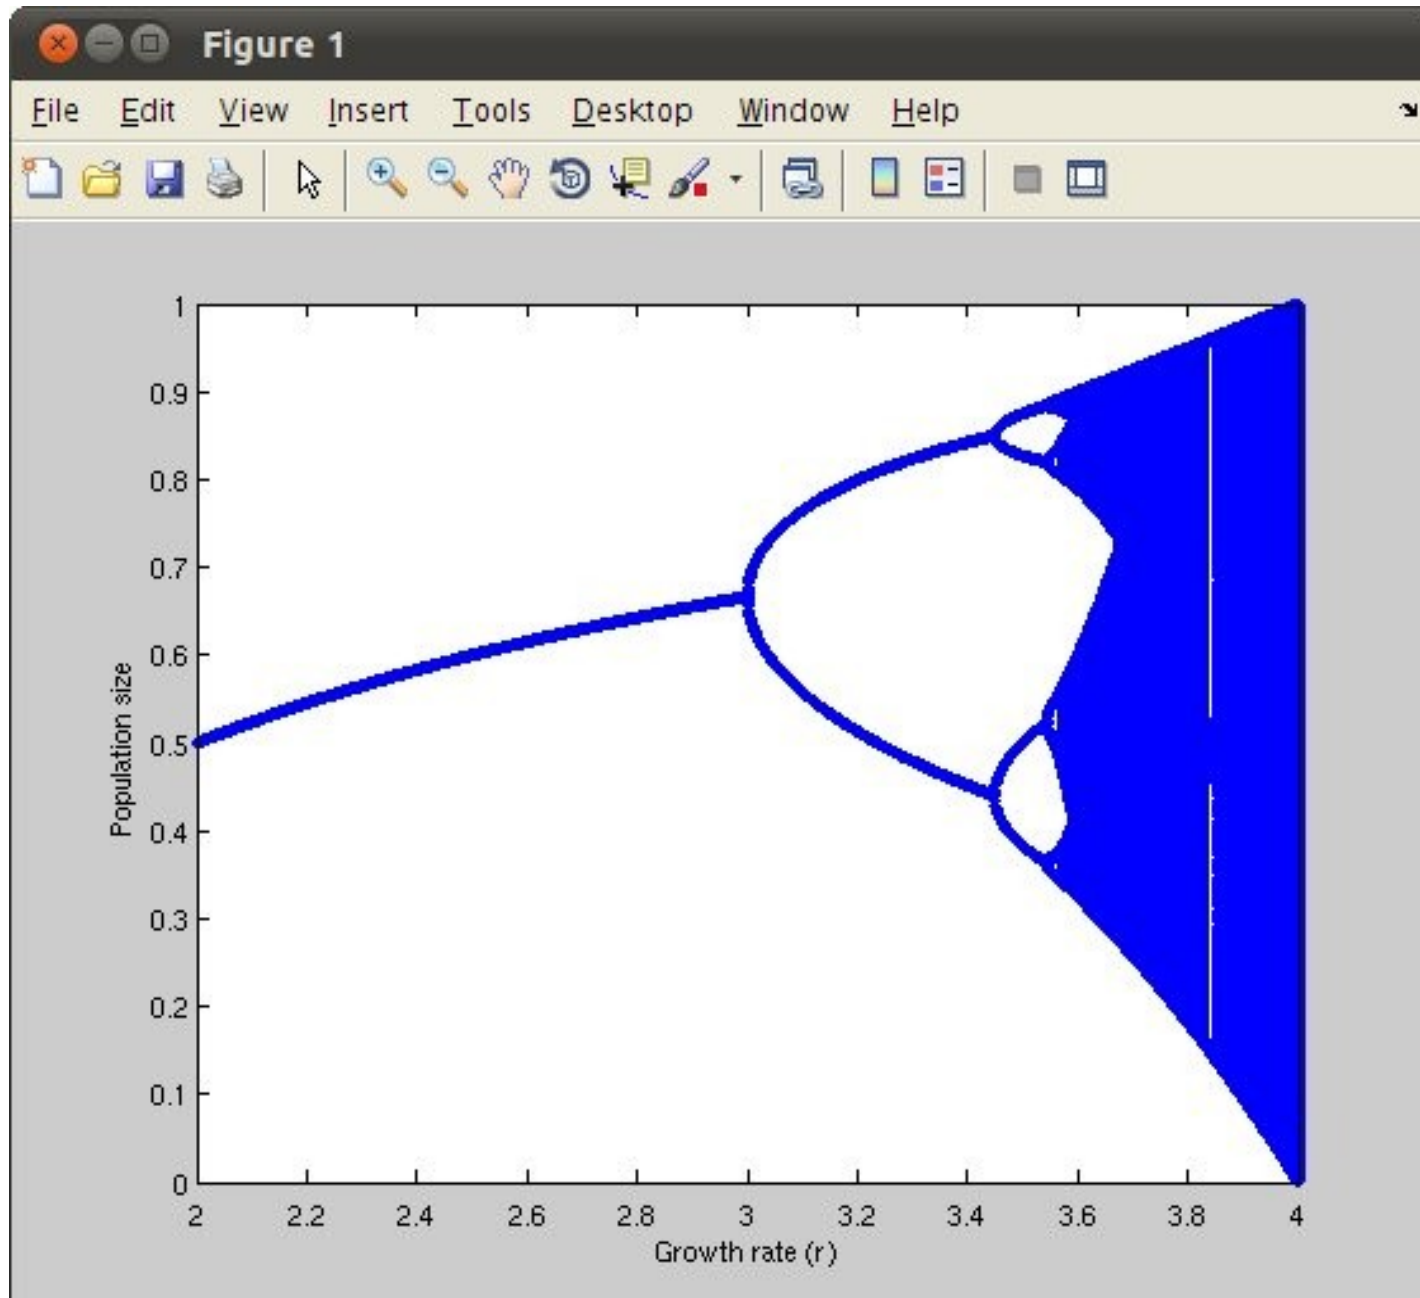 Figure 1
File Edit View Insert Tools Desktop Window Help
1
0.9
0.8
0.7
0.6
0.5
0.4
0.3
0.2
0.1
0
Population size
2 2.2 2.4 2.6 2.8 3 3.2 3.4 3.6 3.8 4
Growth rate (r)